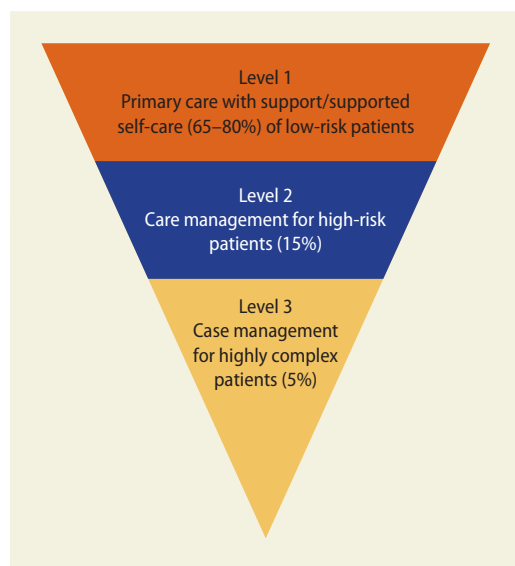 Level 1
Primary care with support/supported
self-care (65–80%) of low-risk patients
Level 2
Care management for high-risk
patients (15%)
Level 3
Case management
for highly complex
patients (5%)